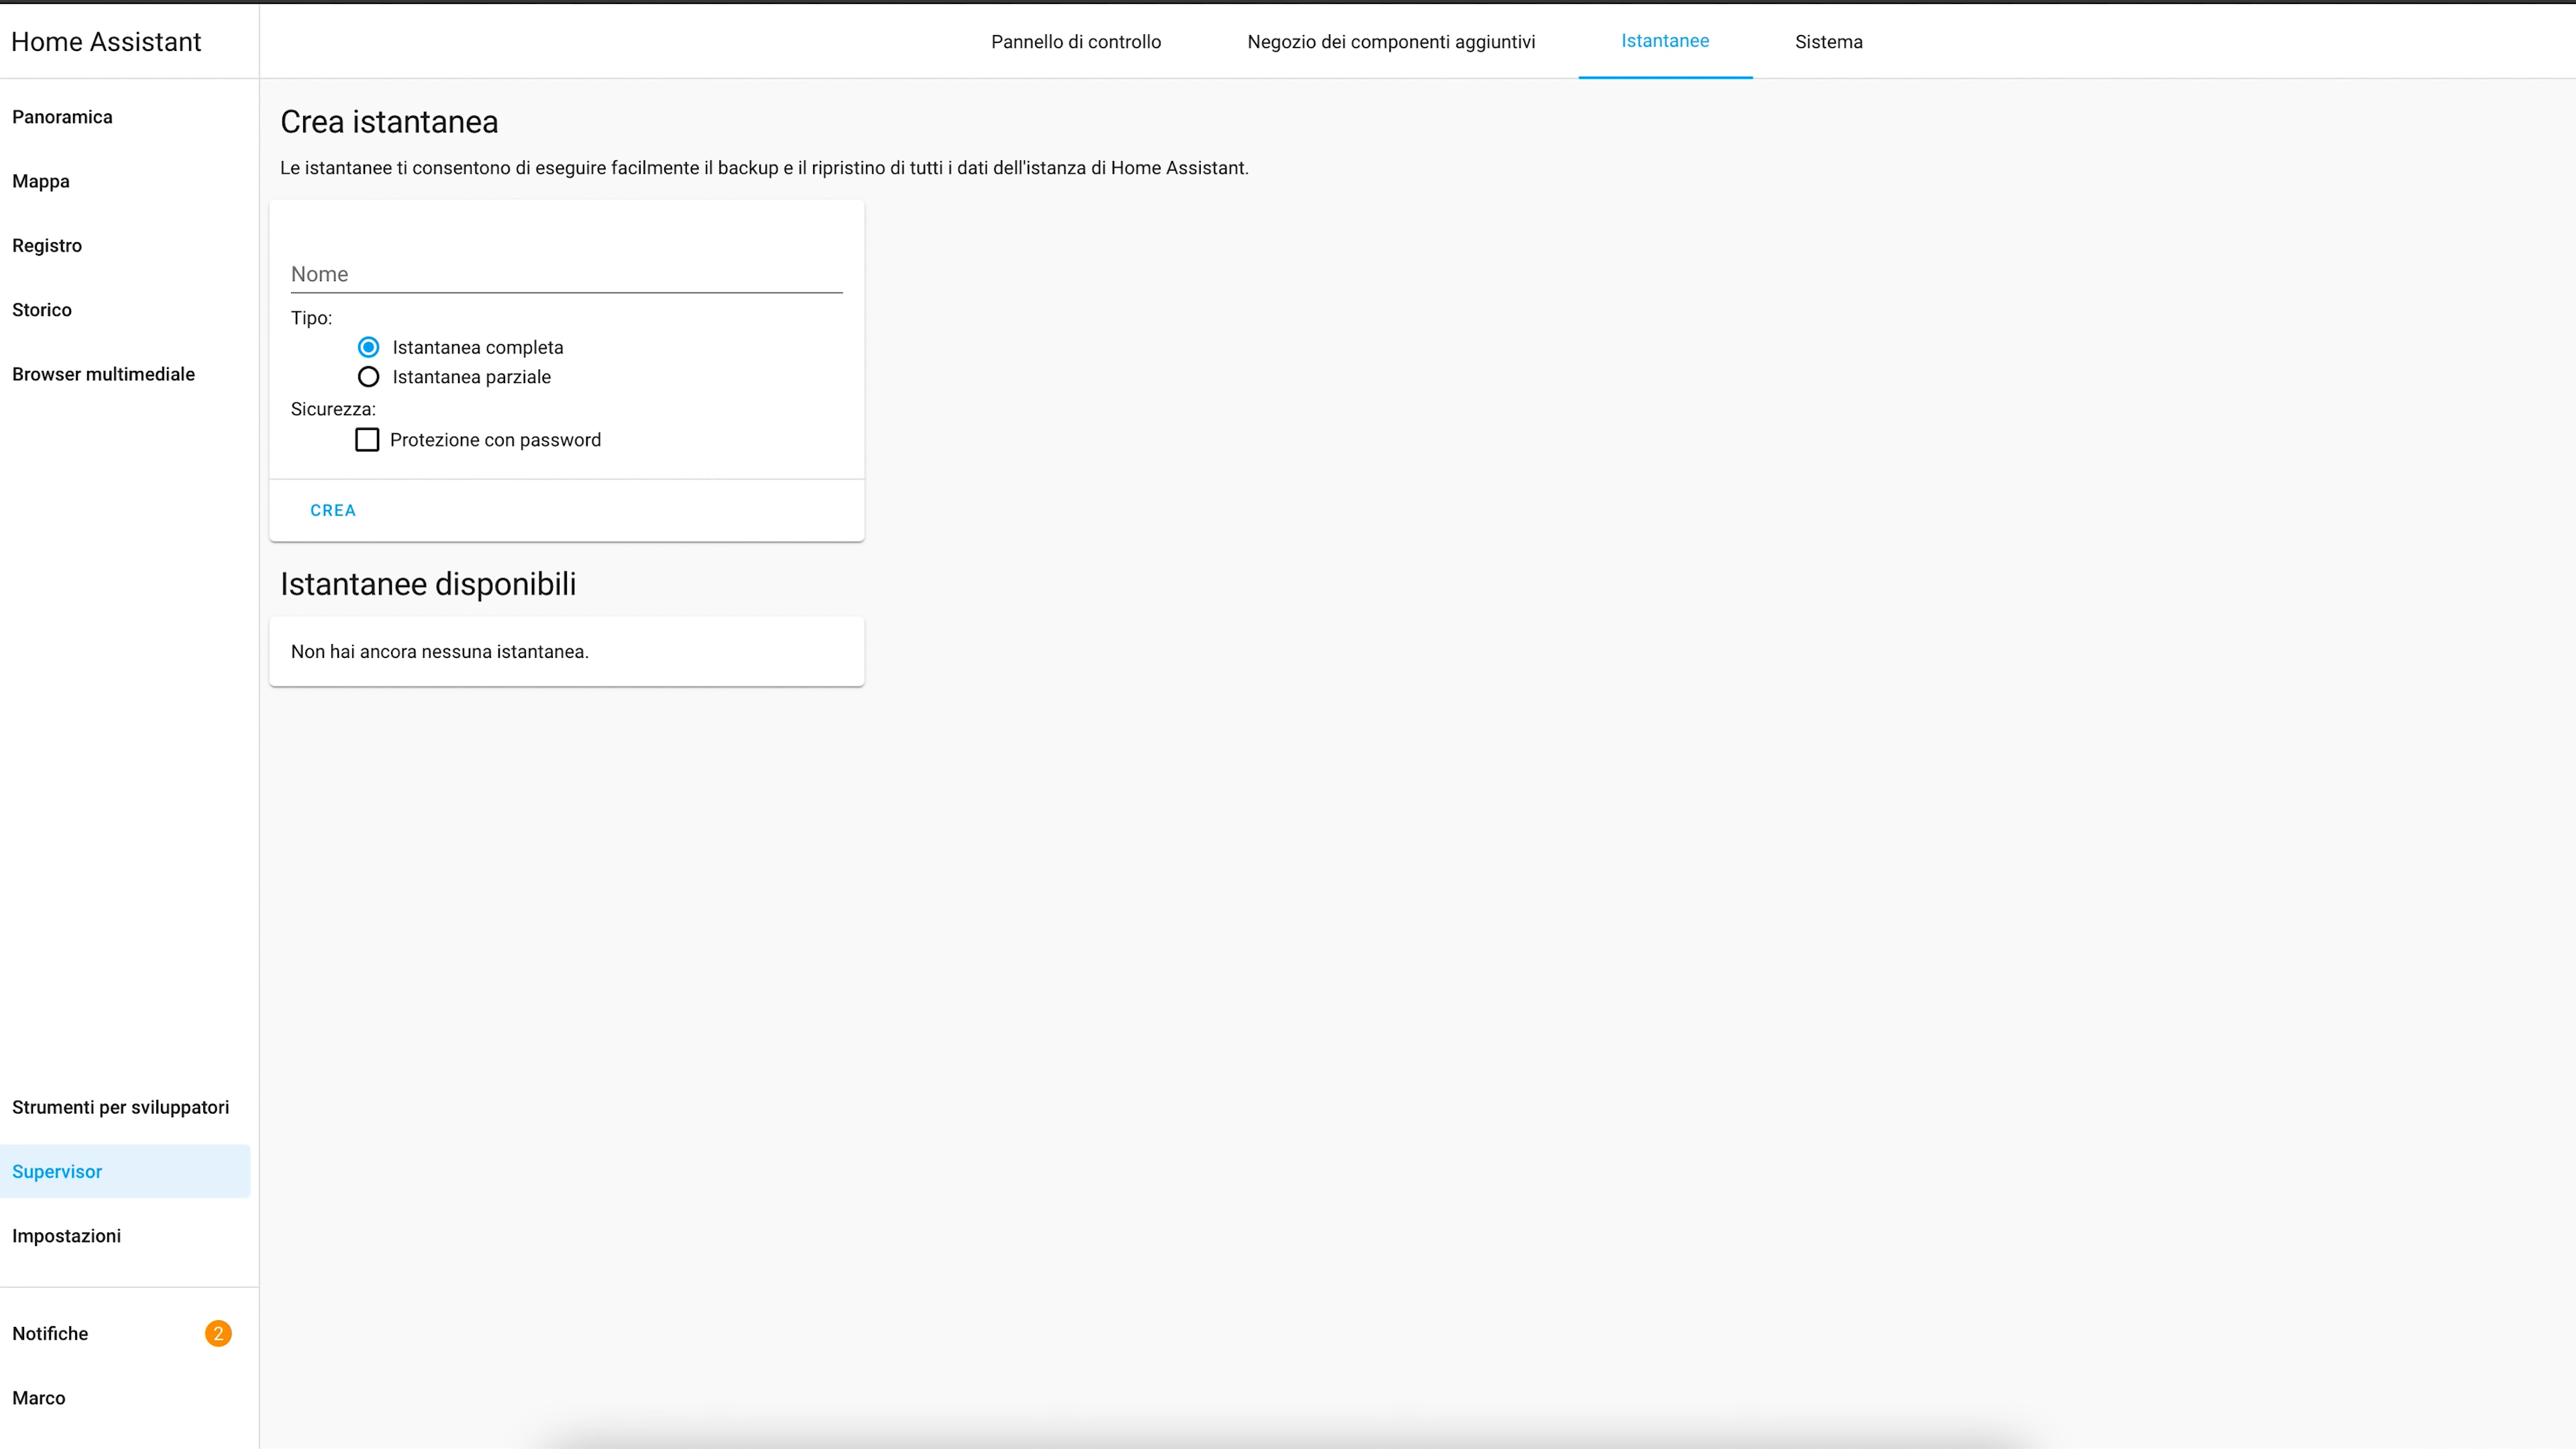 Home Assistant
Pannello di controllo
Negozio dei componenti aggiuntivi
Istantanee
Sistema
Panoramica
Mappa
Registro
Storico
Browser multimediale
Strumenti per sviluppatori
Supervisor
Impostazioni
Notifiche 2
Marco
Crea istantanea
Le istantanee ti consentono di eseguire facilmente il backup e il ripristino di tutti i dati dell'istanza di Home Assistant.
Nome
Tipo:
Istantanea completa
Istantanea parziale
Sicurezza:
Protezione con password
CREA
Istantanee disponibili
Non hai ancora nessuna istantanea.